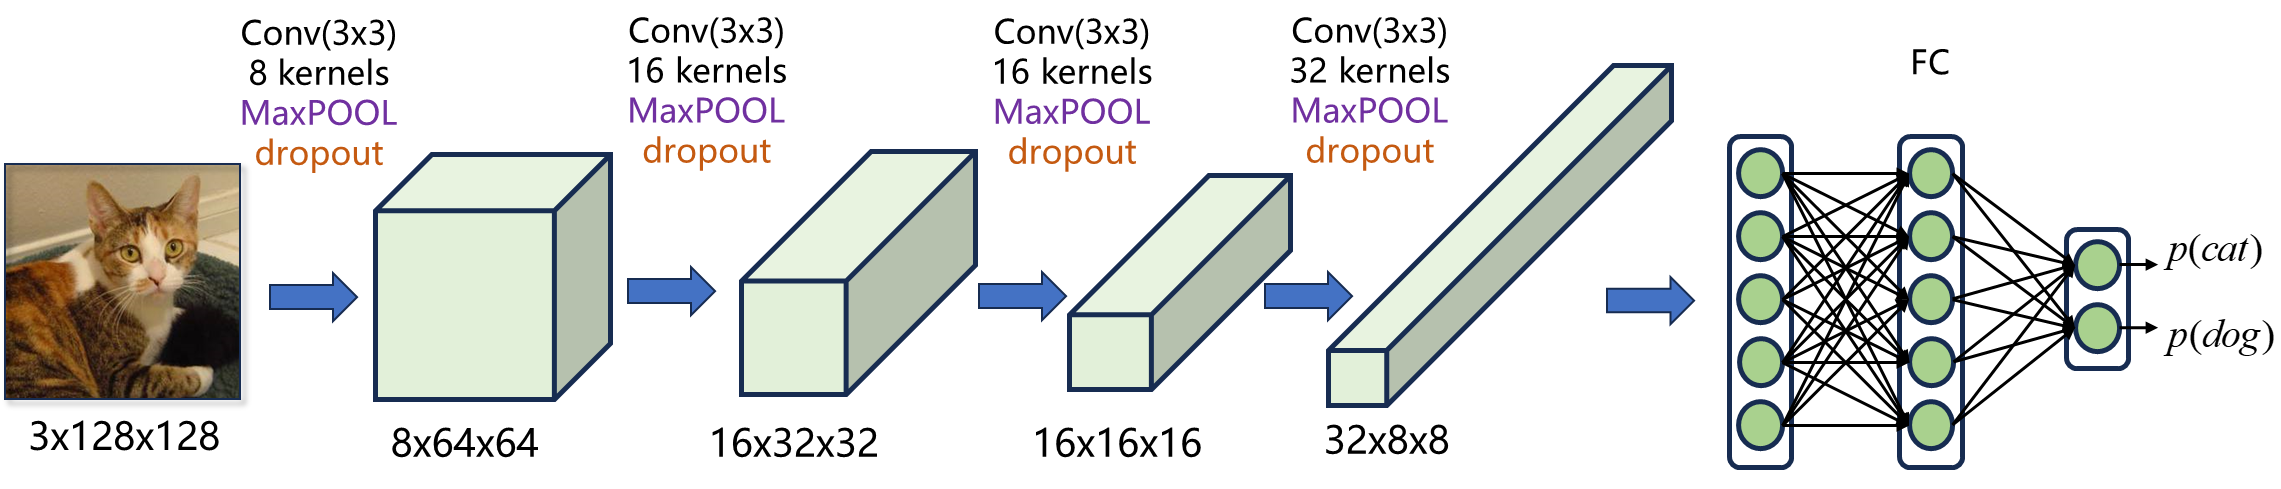 Conv(3x3)
8 kernels
MaxPOOL
dropout
Conv(3x3)
16 kernels
MaxPOOL
dropout
Conv(3x3)
16 kernels
MaxPOOL
dropout
Conv(3x3)
32 kernels
MaxPOOL
dropout
FC
p(cat)
p(dog)
3x128x128
8x64x64
16x32x32
16x16x16
32x8x8